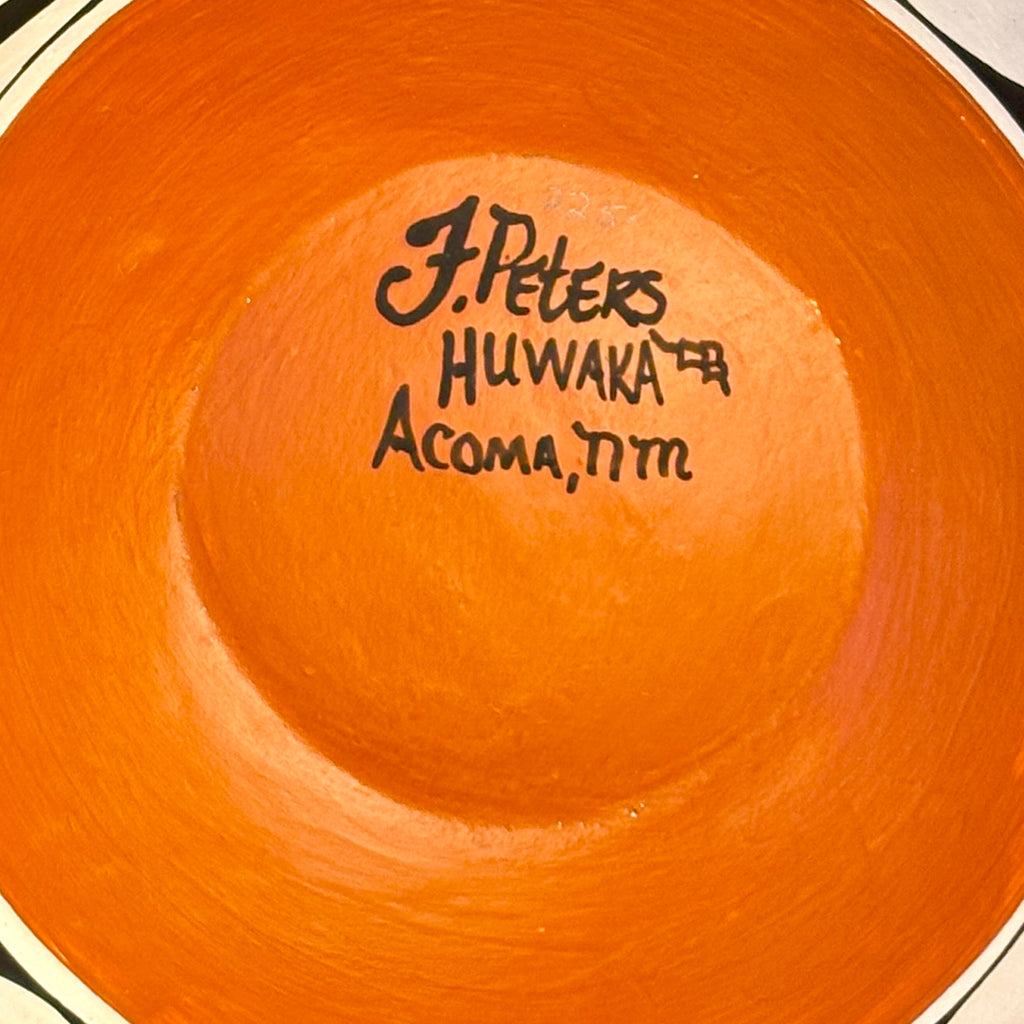 F. PETERS
HUWAKA
ACOMA, NM